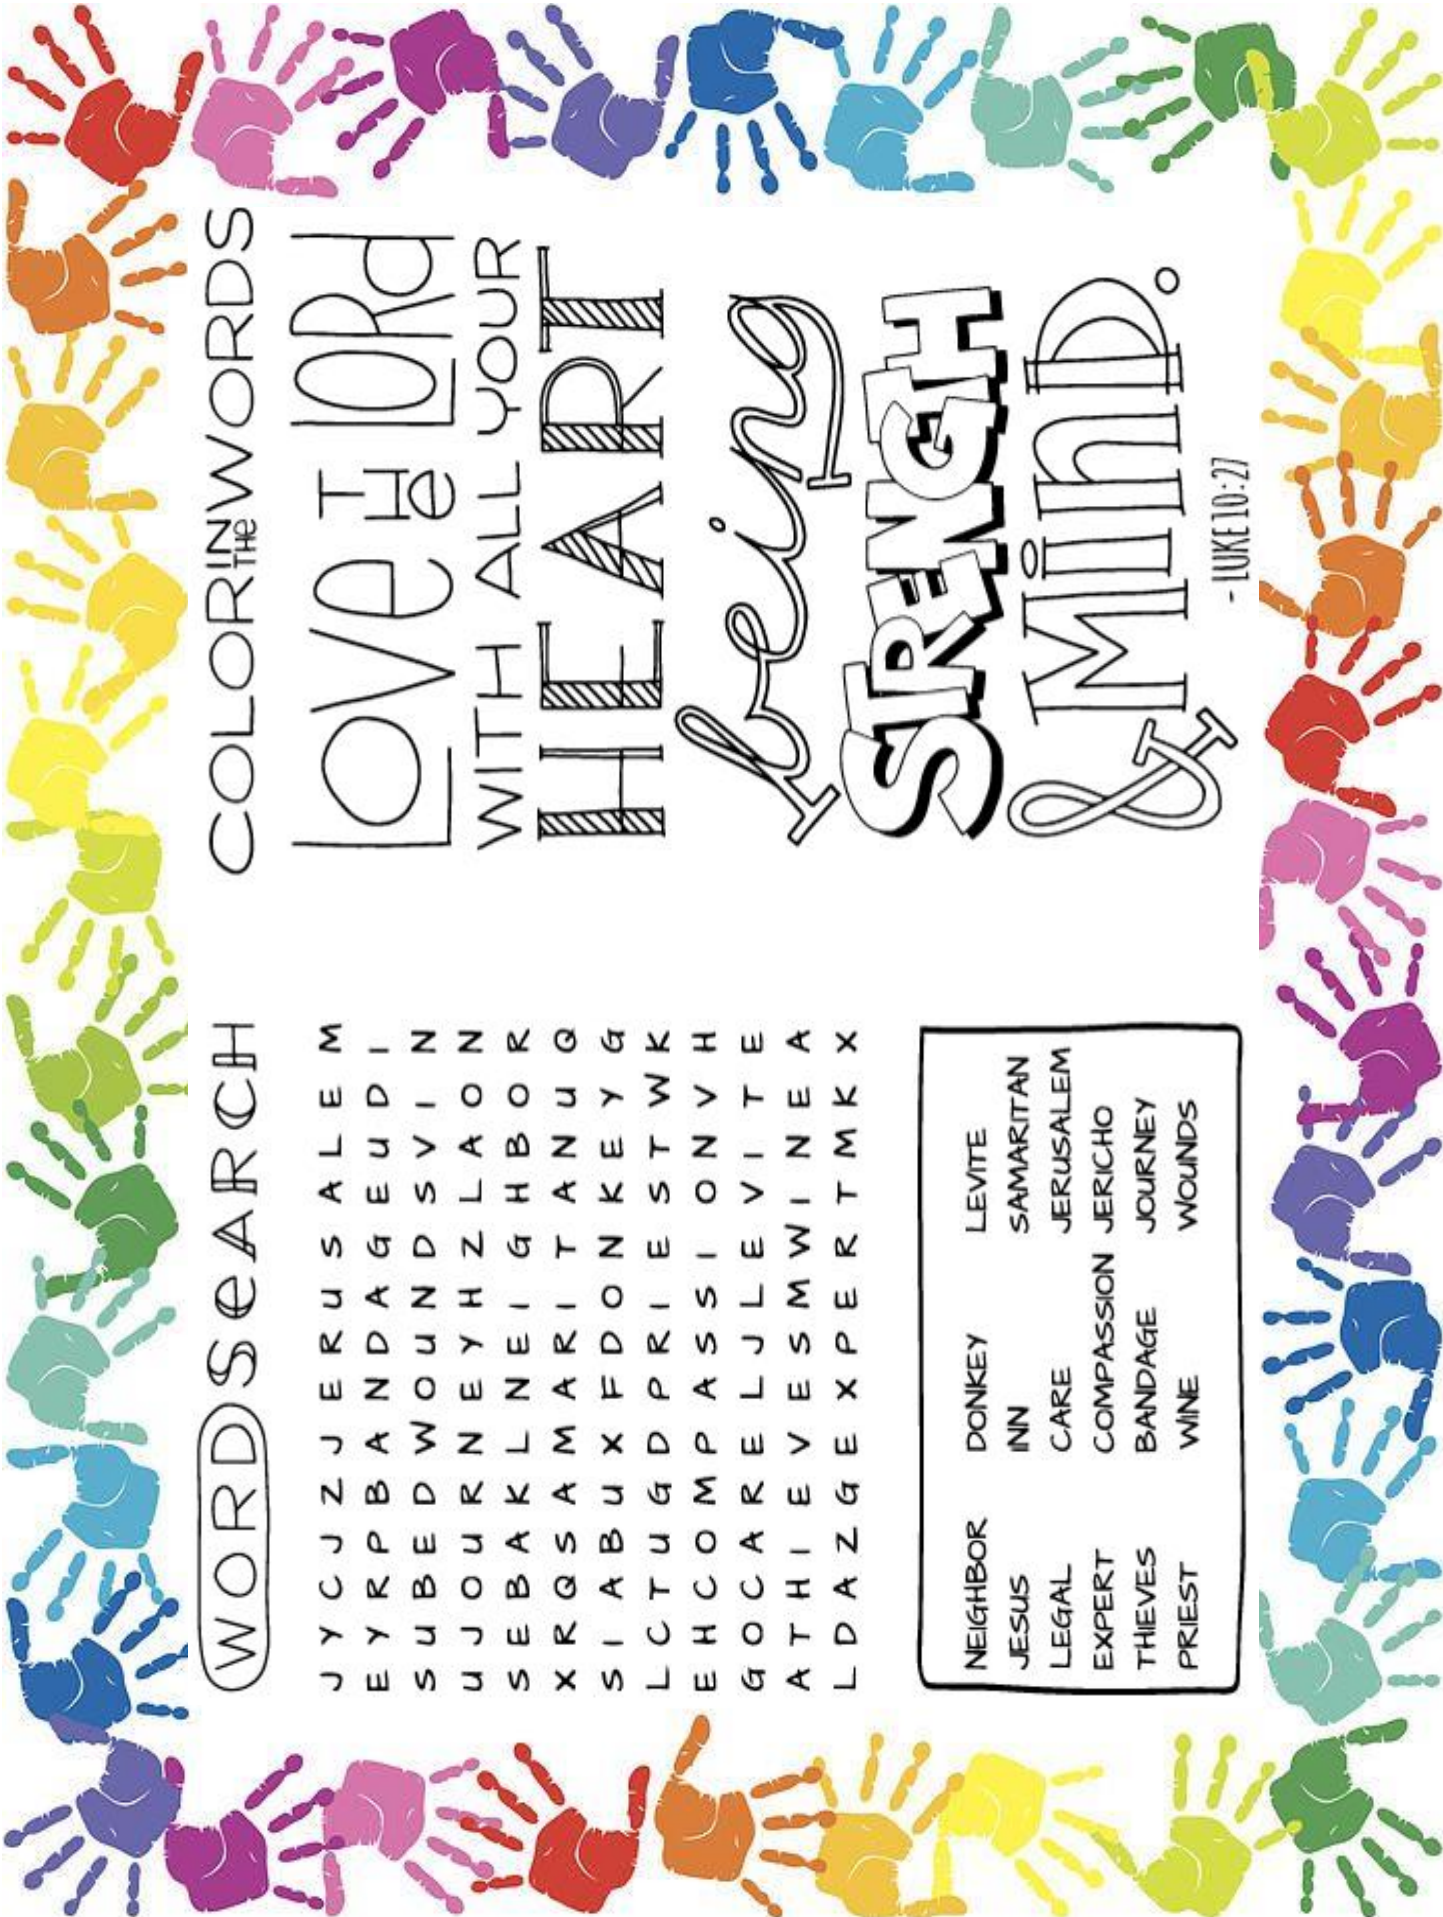 WORD SeARCH
J Y C J Z J E R U S A L E M
E Y R P B A N D A G E U D I
S U B E D W O U N D S V I N
U J O U R N E Y H Z L A O N
S E B A K L N E I G H B O R
X R Q S A M A R I T A N U Q
S I A B U X F D O N K E Y G
L C T U G D P R I E S T W K
E H C O M P A S S I O N V H
G O C A R E L J L E V I T E
A T H I E V E S M W I N E A
L D A Z G E X P E R T M K X
NEIGHBOR DONKEY LEVITE
JESUS INN SAMARITAN
LEGAL CARE JERUSALEM
EXPERT COMPASSION JERICHO
THIEVES BANDAGE JOURNEY
PRIEST WINE WOUNDS
COLOR IN THE WORDS
LOVe THe LORd
WITH ALL YOUR
HEART
being
STRENGTH
& MinD.
- LUKE 10:27